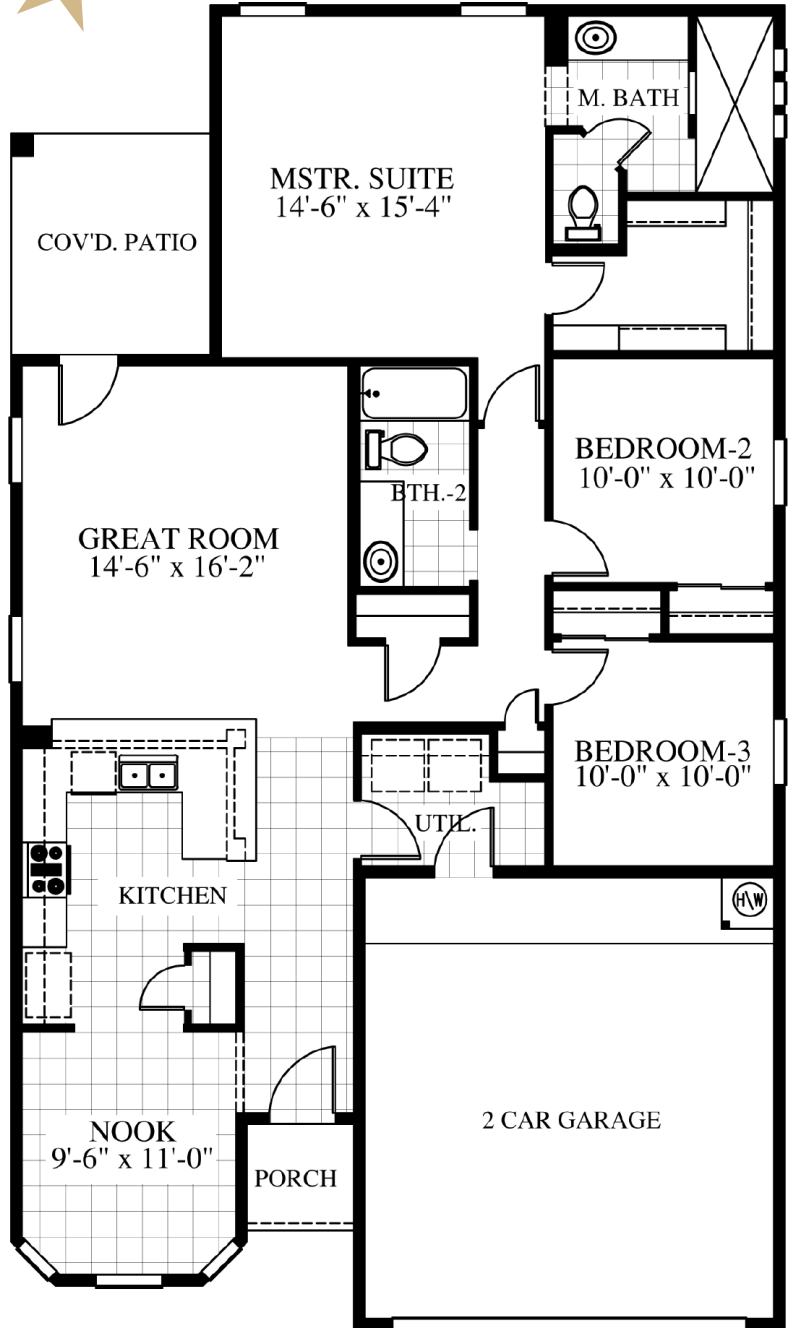 M. BATH
MSTR. SUITE
14'-6" x 15'-4"
COV'D. PATIO
BEDROOM-2
10'-0" x 10'-0"
BTH.-2
GREAT ROOM
14'-6" x 16'-2"
BEDROOM-3
10'-0" x 10'-0"
UTIL.
KITCHEN
H\W
2 CAR GARAGE
NOOK
9'-6" x 11'-0"
PORCH